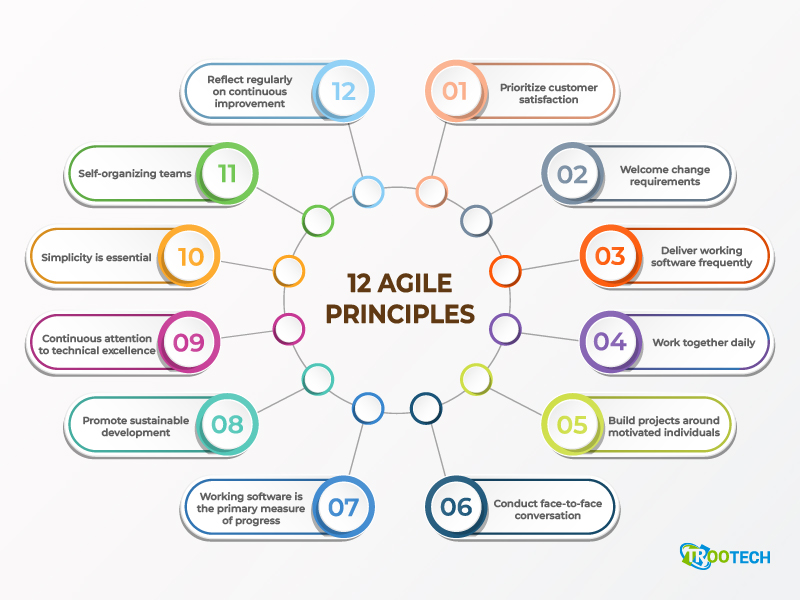 12 AGILE
PRINCIPLES
01
Prioritize customer
satisfaction
02
Welcome change
requirements
03
Deliver working
software frequently
04
Work together daily
05
Build projects around
motivated individuals
06
Conduct face-to-face
conversation
07
Working software is
the primary measure
of progress
08
Promote sustainable
development
09
Continuous attention
to technical excellence
10
Simplicity is essential
11
Self-organizing teams
12
Reflect regularly
on continuous
improvement
TROOTECH